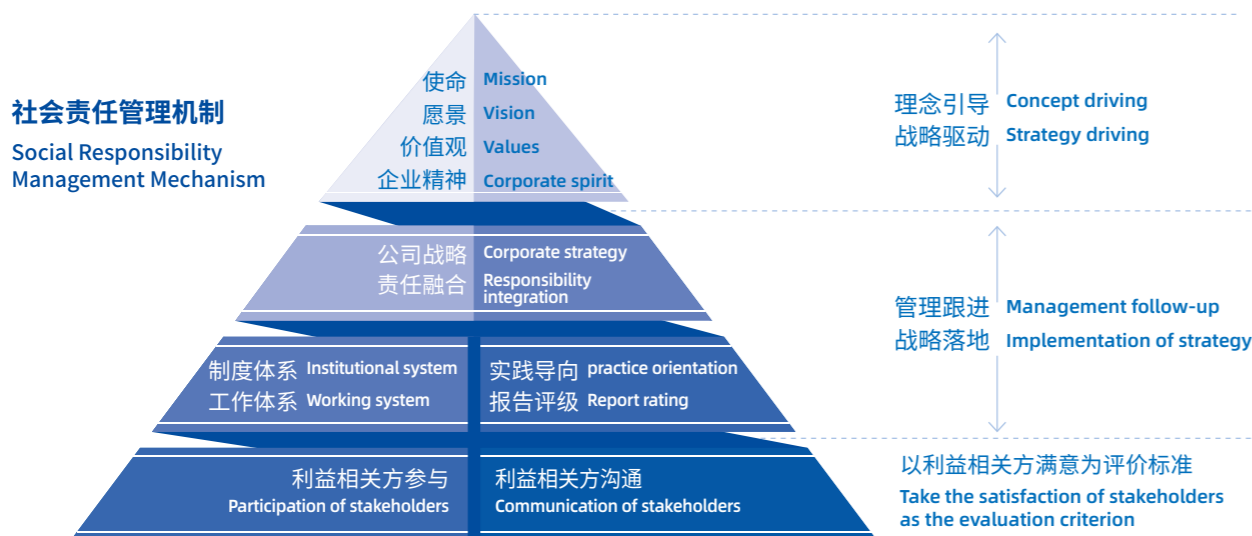 社会责任管理机制
Social Responsibility
Management Mechanism
使命 Mission
愿景 Vision
价值观 Values
企业精神 Corporate spirit
理念引导 Concept driving
战略驱动 Strategy driving
公司战略 Corporate strategy
责任融合 Responsibility
integration
管理跟进 Management follow-up
战略落地 Implementation of strategy
制度体系 Institutional system 实践导向 practice orientation
工作体系 Working system 报告评级 Report rating
利益相关方参与 利益相关方沟通
Participation of stakeholders Communication of stakeholders
以利益相关方满意为评价标准
Take the satisfaction of stakeholders
as the evaluation criterion